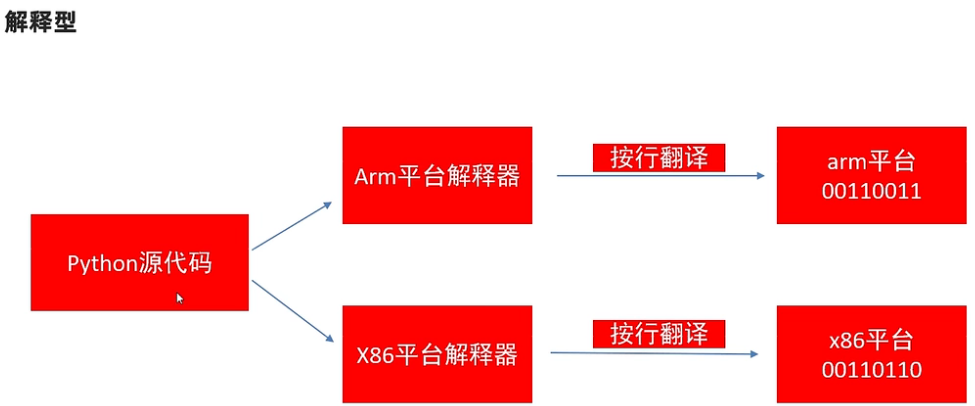 解释型
Python源代码
Arm平台解释器
按行翻译
arm平台
00110011
X86平台解释器
按行翻译
x86平台
00110110